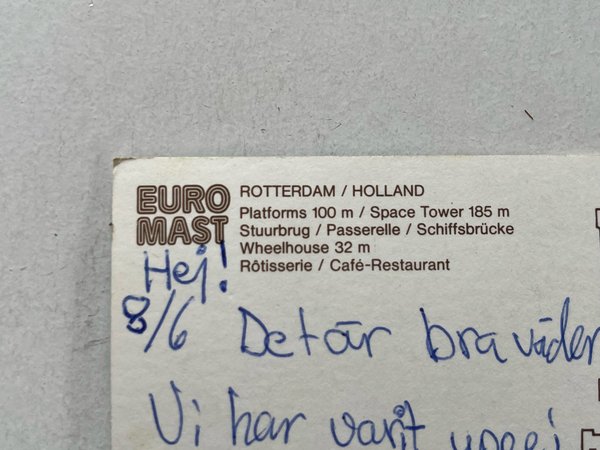 EURO
MAST
ROTTERDAM / HOLLAND
Platforms 100 m / Space Tower 185 m
Stuurbrug / Passerelle / Schiffsbrücke
Wheelhouse 32 m
Rôtisserie / Café-Restaurant
Hej!
8/6 Det är bra väder
Vi har varit